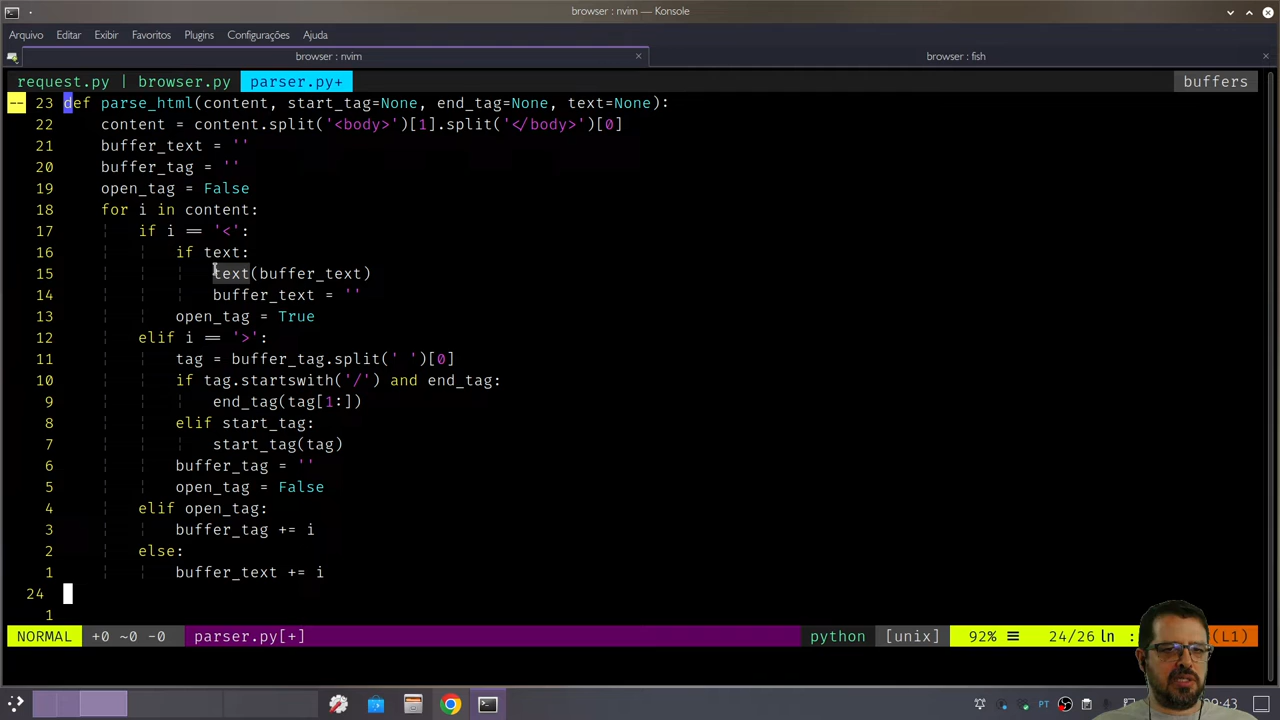 browser : nvim — Konsole
Arquivo Editar Exibir Favoritos Plugins Configurações Ajuda
browser : nvim browser : fish
request.py | browser.py parser.py+ buffers
-- 23 def parse_html(content, start_tag=None, end_tag=None, text=None):
22 content = content.split('<body>')[1].split('</body>')[0]
21 buffer_text = ''
20 buffer_tag = ''
19 open_tag = False
18 for i in content:
17 if i == '<':
16 if text:
15 text(buffer_text)
14 buffer_text = ''
13 open_tag = True
12 elif i == '>':
11 tag = buffer_tag.split(' ')[0]
10 if tag.startswith('/') and end_tag:
9 end_tag(tag[1:])
8 elif start_tag:
7 start_tag(tag)
6 buffer_tag = ''
5 open_tag = False
4 elif open_tag:
3 buffer_tag += i
2 else:
1 buffer_text += i
24
1
NORMAL +0 ~0 -0 parser.py[+] python [unix] 92% ☰ 24/26 ln : (L1)
PT